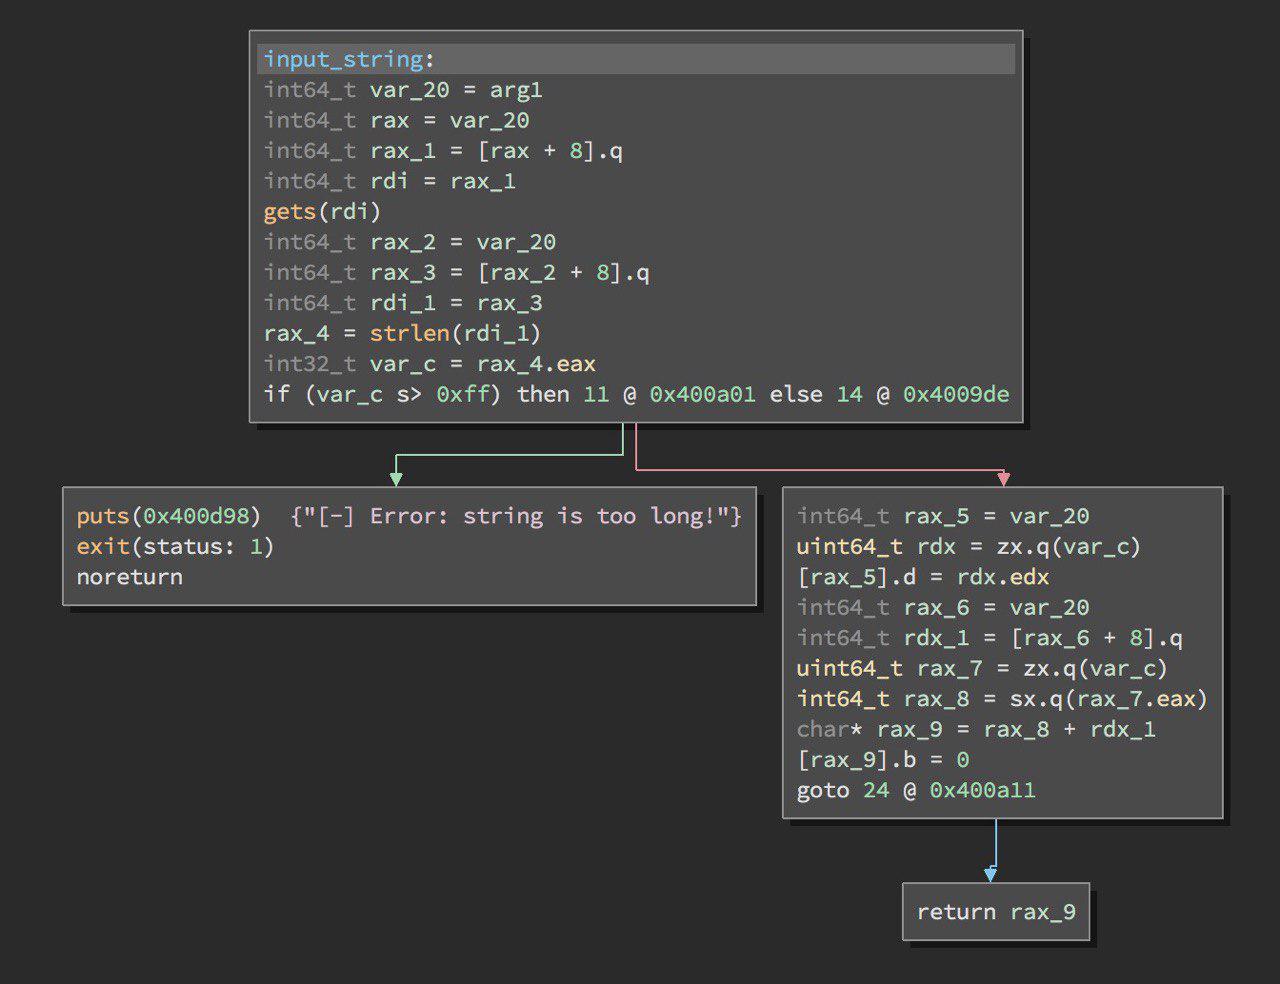 input_string:
int64_t var_20 = arg1
int64_t rax = var_20
int64_t rax_1 = [rax + 8].q
int64_t rdi = rax_1
gets(rdi)
int64_t rax_2 = var_20
int64_t rax_3 = [rax_2 + 8].q
int64_t rdi_1 = rax_3
rax_4 = strlen(rdi_1)
int32_t var_c = rax_4.eax
if (var_c s> 0xff) then 11 @ 0x400a01 else 14 @ 0x4009de
puts(0x400d98)  {"[-] Error: string is too long!"}
exit(status: 1)
noreturn
int64_t rax_5 = var_20
uint64_t rdx = zx.q(var_c)
[rax_5].d = rdx.edx
int64_t rax_6 = var_20
int64_t rdx_1 = [rax_6 + 8].q
uint64_t rax_7 = zx.q(var_c)
int64_t rax_8 = sx.q(rax_7.eax)
char* rax_9 = rax_8 + rdx_1
[rax_9].b = 0
goto 24 @ 0x400a11
return rax_9